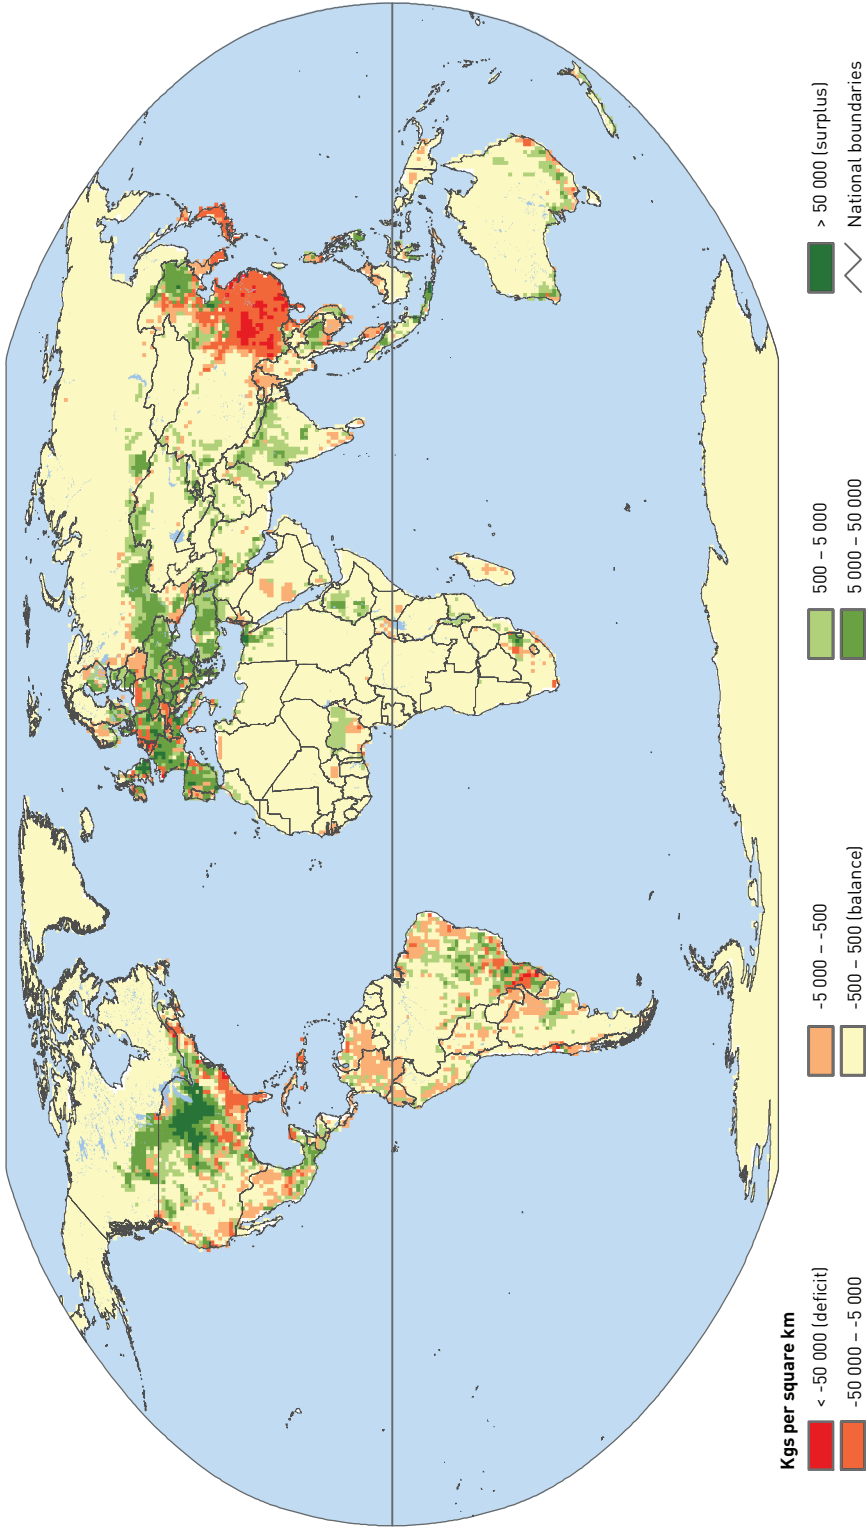 Kgs per square km
< -50 000 (deficit)
-50 000 – -5 000
-5 000 – -500
-500 – 500 (balance)
500 – 5 000
5 000 – 50 000
> 50 000 (surplus)
National boundaries